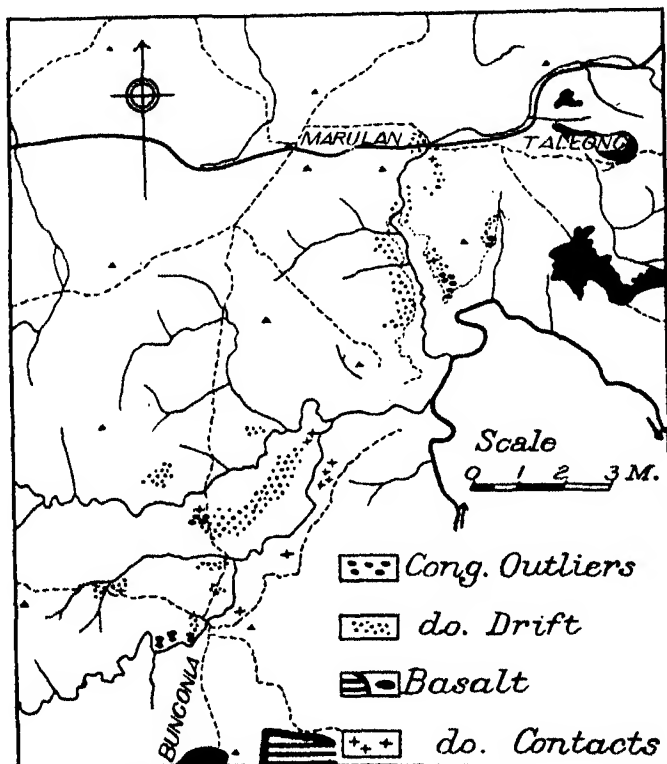 MARULAN
TALLONG
Scale
0 1 2 3 M.
Cong. Outliers
do. Drift
Basalt
do. Contacts
BUNGONIA